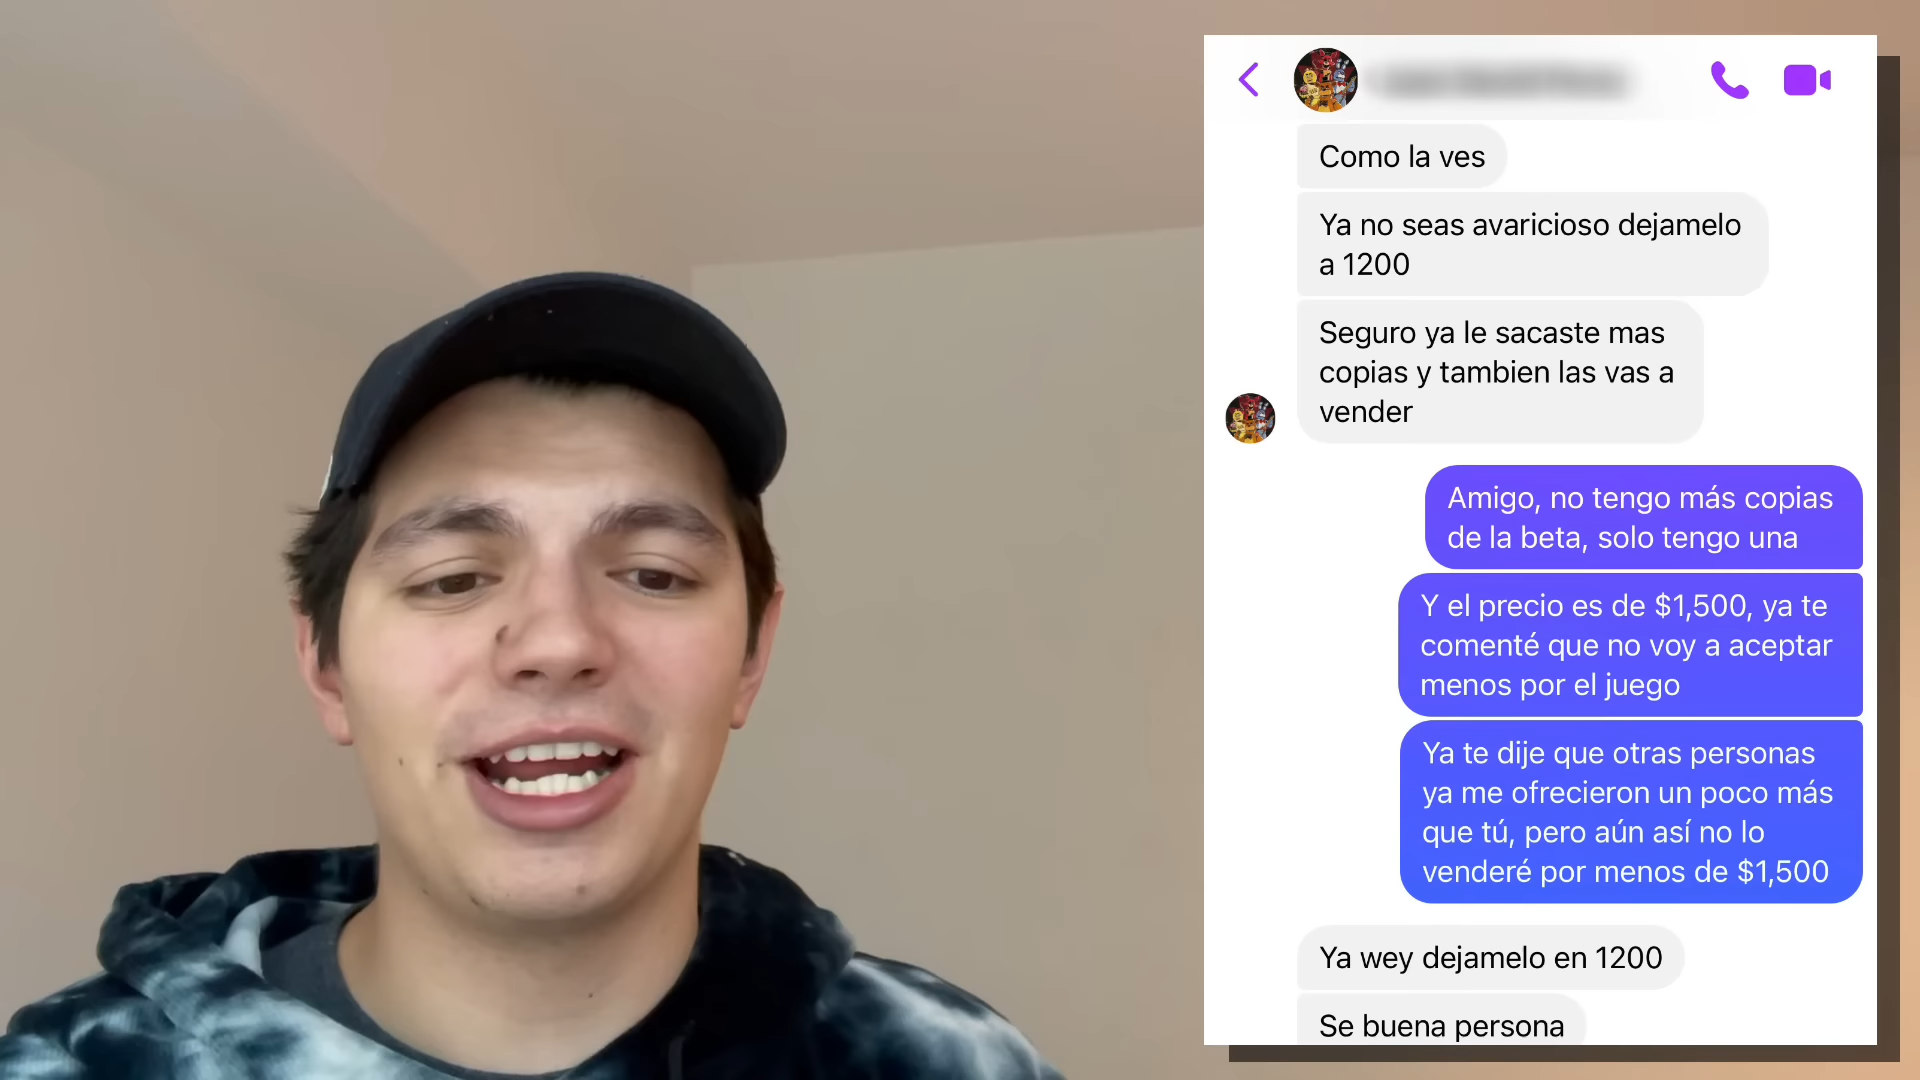 Como la ves
Ya no seas avaricioso dejamelo
a 1200
Seguro ya le sacaste mas
copias y tambien las vas a
vender
Amigo, no tengo más copias
de la beta, solo tengo una
Y el precio es de $1,500, ya te
comenté que no voy a aceptar
menos por el juego
Ya te dije que otras personas
ya me ofrecieron un poco más
que tú, pero aún así no lo
venderé por menos de $1,500
Ya wey dejamelo en 1200
Se buena persona